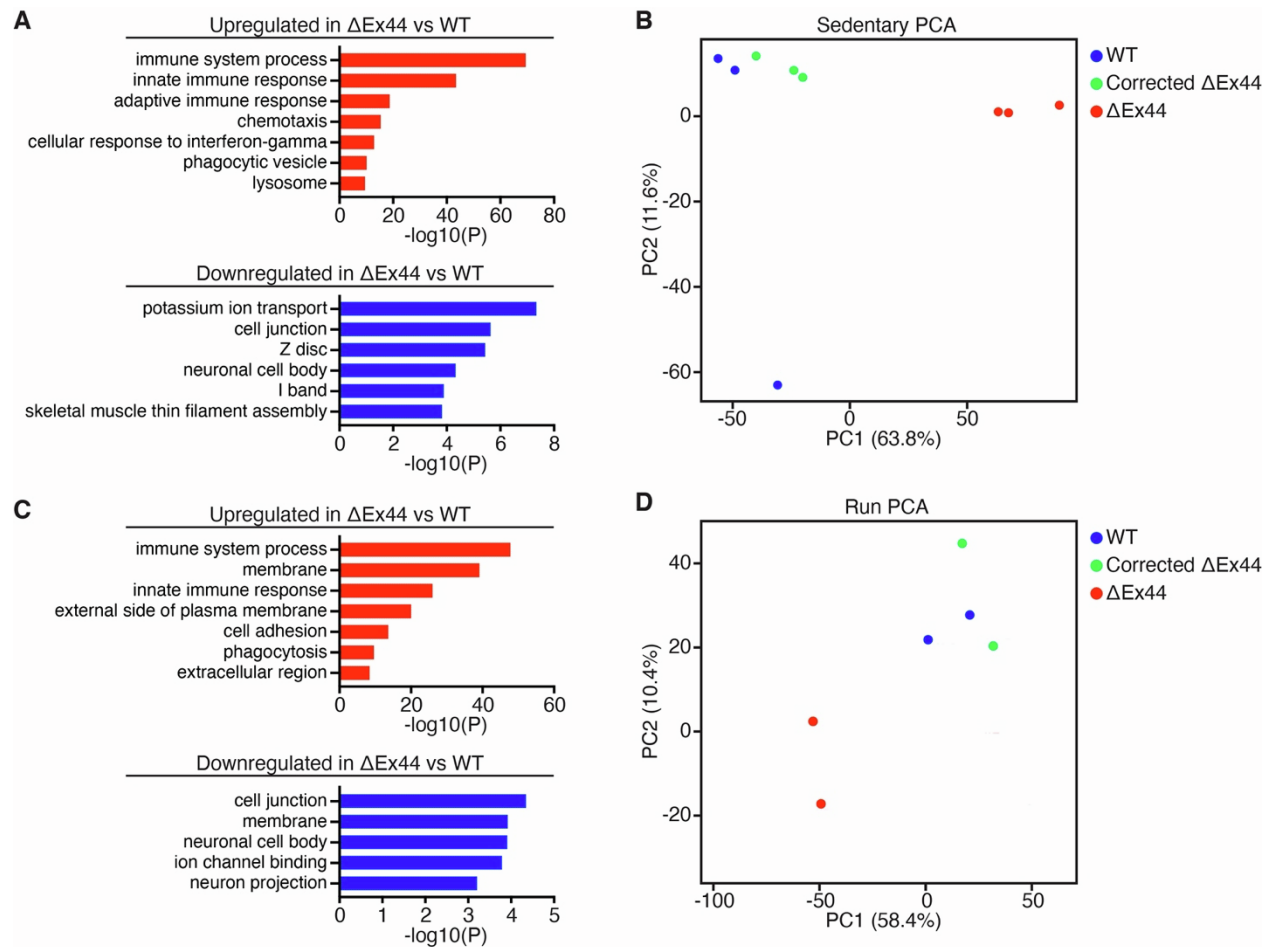 A
Upregulated in ΔEx44 vs WT
immune system process
innate immune response
adaptive immune response
chemotaxis
cellular response to interferon-gamma
phagocytic vesicle
lysosome
0 20 40 60 80
-log10(P)
Downregulated in ΔEx44 vs WT
potassium ion transport
cell junction
Z disc
neuronal cell body
I band
skeletal muscle thin filament assembly
0 2 4 6 8
-log10(P)
B
Sedentary PCA
WT
Corrected ΔEx44
ΔEx44
PC2 (11.6%)
0
-20
-40
-60
-50 0 50
PC1 (63.8%)
C
Upregulated in ΔEx44 vs WT
immune system process
membrane
innate immune response
external side of plasma membrane
cell adhesion
phagocytosis
extracellular region
0 20 40 60
-log10(P)
Downregulated in ΔEx44 vs WT
cell junction
membrane
neuronal cell body
ion channel binding
neuron projection
0 1 2 3 4 5
-log10(P)
D
Run PCA
WT
Corrected ΔEx44
ΔEx44
PC2 (10.4%)
40
20
0
-20
-100 -50 0 50
PC1 (58.4%)